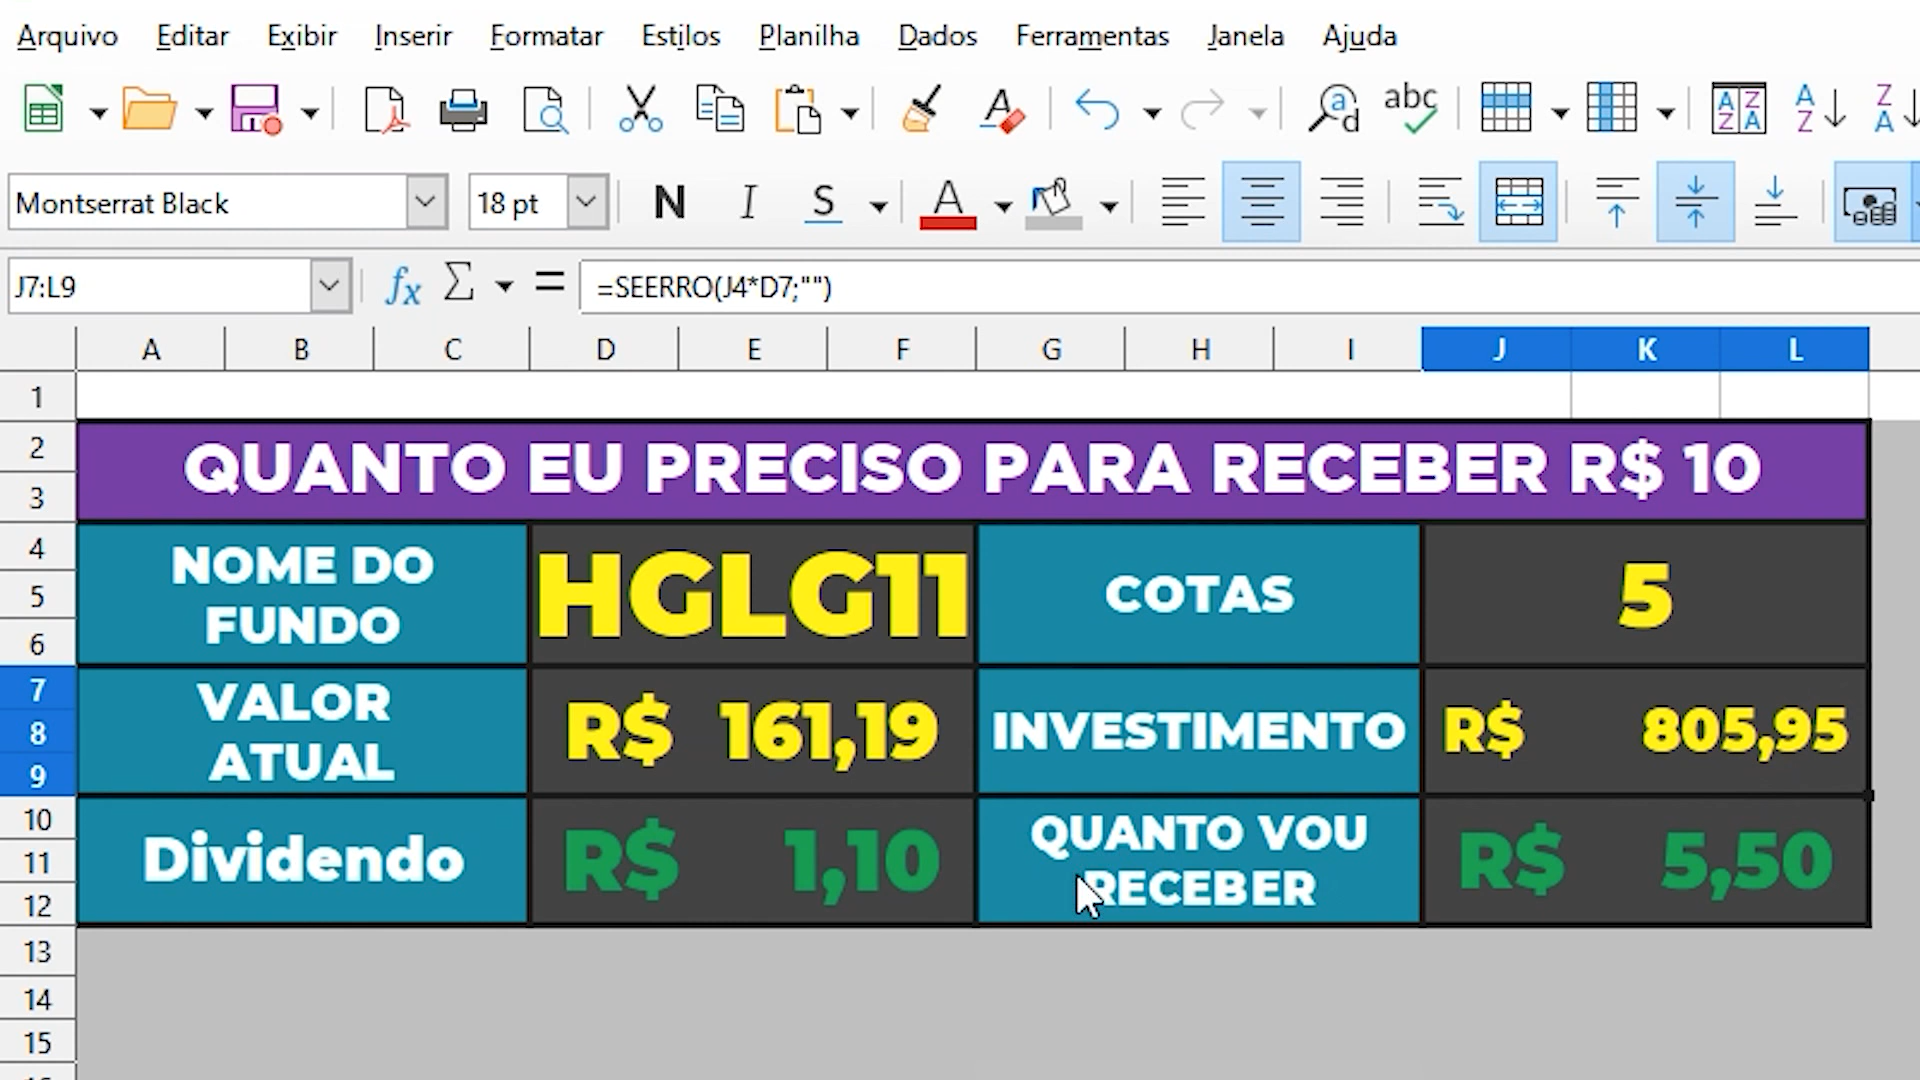 Arquivo Editar Exibir Inserir Formatar Estilos Planilha Dados Ferramentas Janela Ajuda
Montserrat Black 18 pt N I S A
J7:L9 fx Σ = =SEERRO(J4*D7;"")
A B C D E F G H I J K L
1
2
3
QUANTO EU PRECISO PARA RECEBER R$ 10
4
5
6
NOME DO
FUNDO
HGLG11
COTAS
5
7
8
9
VALOR
ATUAL
R$ 161,19
INVESTIMENTO
R$ 805,95
10
11
12
Dividendo
R$ 1,10
QUANTO VOU
RECEBER
R$ 5,50
13
14
15